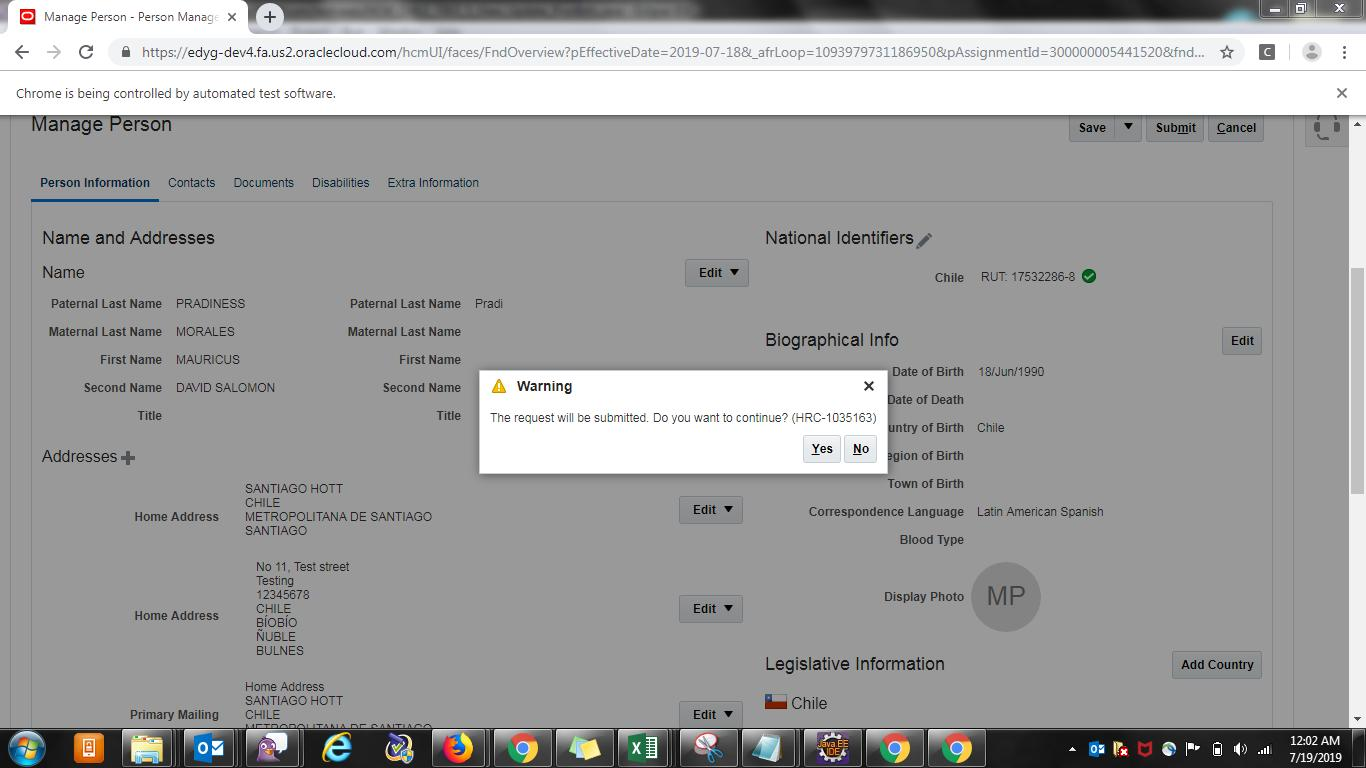 Manage Person - Person Manage
https://edyg-dev4.fa.us2.oraclecloud.com/hcmUI/faces/FndOverview?pEffectiveDate=2019-07-18&_afrLoop=1093979731186950&pAssignmentId=300000005441520&fnd...
C
Chrome is being controlled by automated test software.
Manage Person
Save
Submit
Cancel
Person Information
Contacts
Documents
Disabilities
Extra Information
Name and Addresses
Name
Edit
Paternal Last Name PRADINESS
Paternal Last Name Pradi
Maternal Last Name MORALES
Maternal Last Name
First Name MAURICUS
First Name
Second Name DAVID SALOMON
Second Name
Title
Title
Addresses
Home Address
SANTIAGO HOTT
CHILE
METROPOLITANA DE SANTIAGO
SANTIAGO
Edit
Home Address
No 11, Test street
Testing
12345678
CHILE
BÍOBÍO
ÑUBLE
BULNES
Edit
Primary Mailing
Home Address
SANTIAGO HOTT
CHILE
METROPOLITANA DE SANTIAGO
Edit
National Identifiers
Chile RUT: 17532286-8
Biographical Info
Edit
Date of Birth 18/Jun/1990
Date of Death
untry of Birth Chile
egion of Birth
Town of Birth
Correspondence Language Latin American Spanish
Blood Type
Display Photo MP
Legislative Information
Add Country
Chile
Warning
The request will be submitted. Do you want to continue? (HRC-1035163)
Yes
No
Java EE
IDE
12:02 AM
7/19/2019